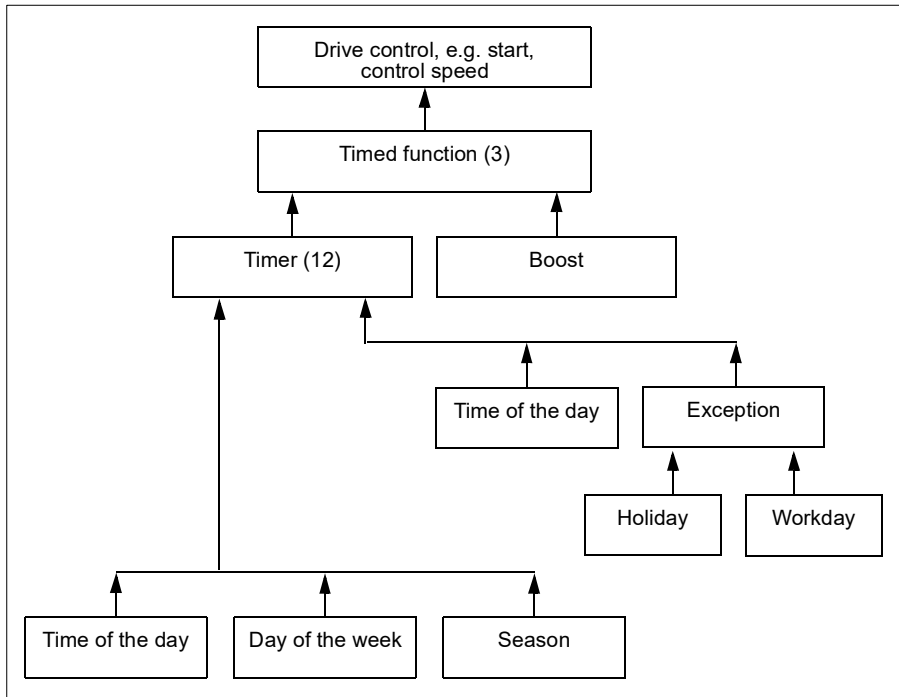 Drive control, e.g. start,
control speed
Timed function (3)
Timer (12)
Boost
Time of the day
Exception
Holiday
Workday
Time of the day
Day of the week
Season